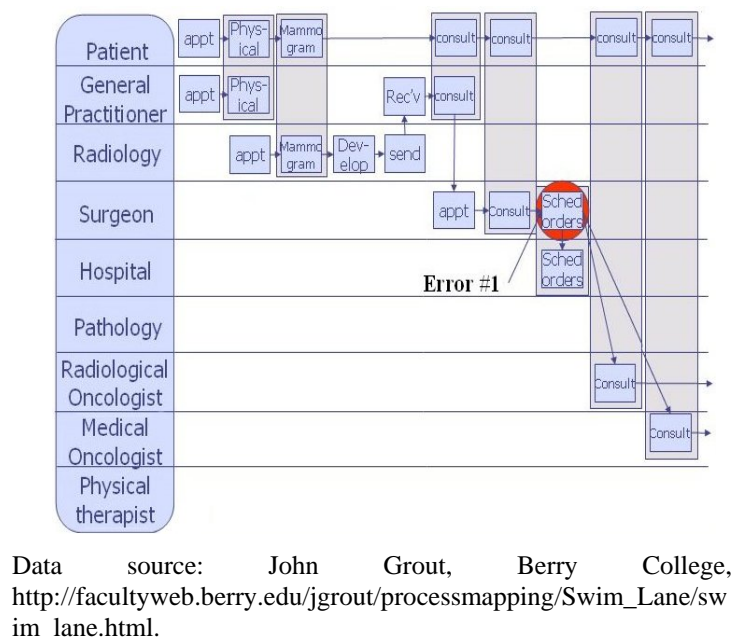 Patient
appt
Phys-
ical
Mammo
gram
consult
consult
consult
consult
General
Practitioner
appt
Phys-
ical
Rec'v
consult
Radiology
appt
Mammo
gram
Dev-
elop
send
Surgeon
appt
Consult
Sched
orders
Hospital
Error #1
Sched
orders
Pathology
Radiological
Oncologist
Consult
Medical
Oncologist
Consult
Physical
therapist
Data source: John Grout, Berry College,
http://facultyweb.berry.edu/jgrout/processmapping/Swim_Lane/sw
im_lane.html.